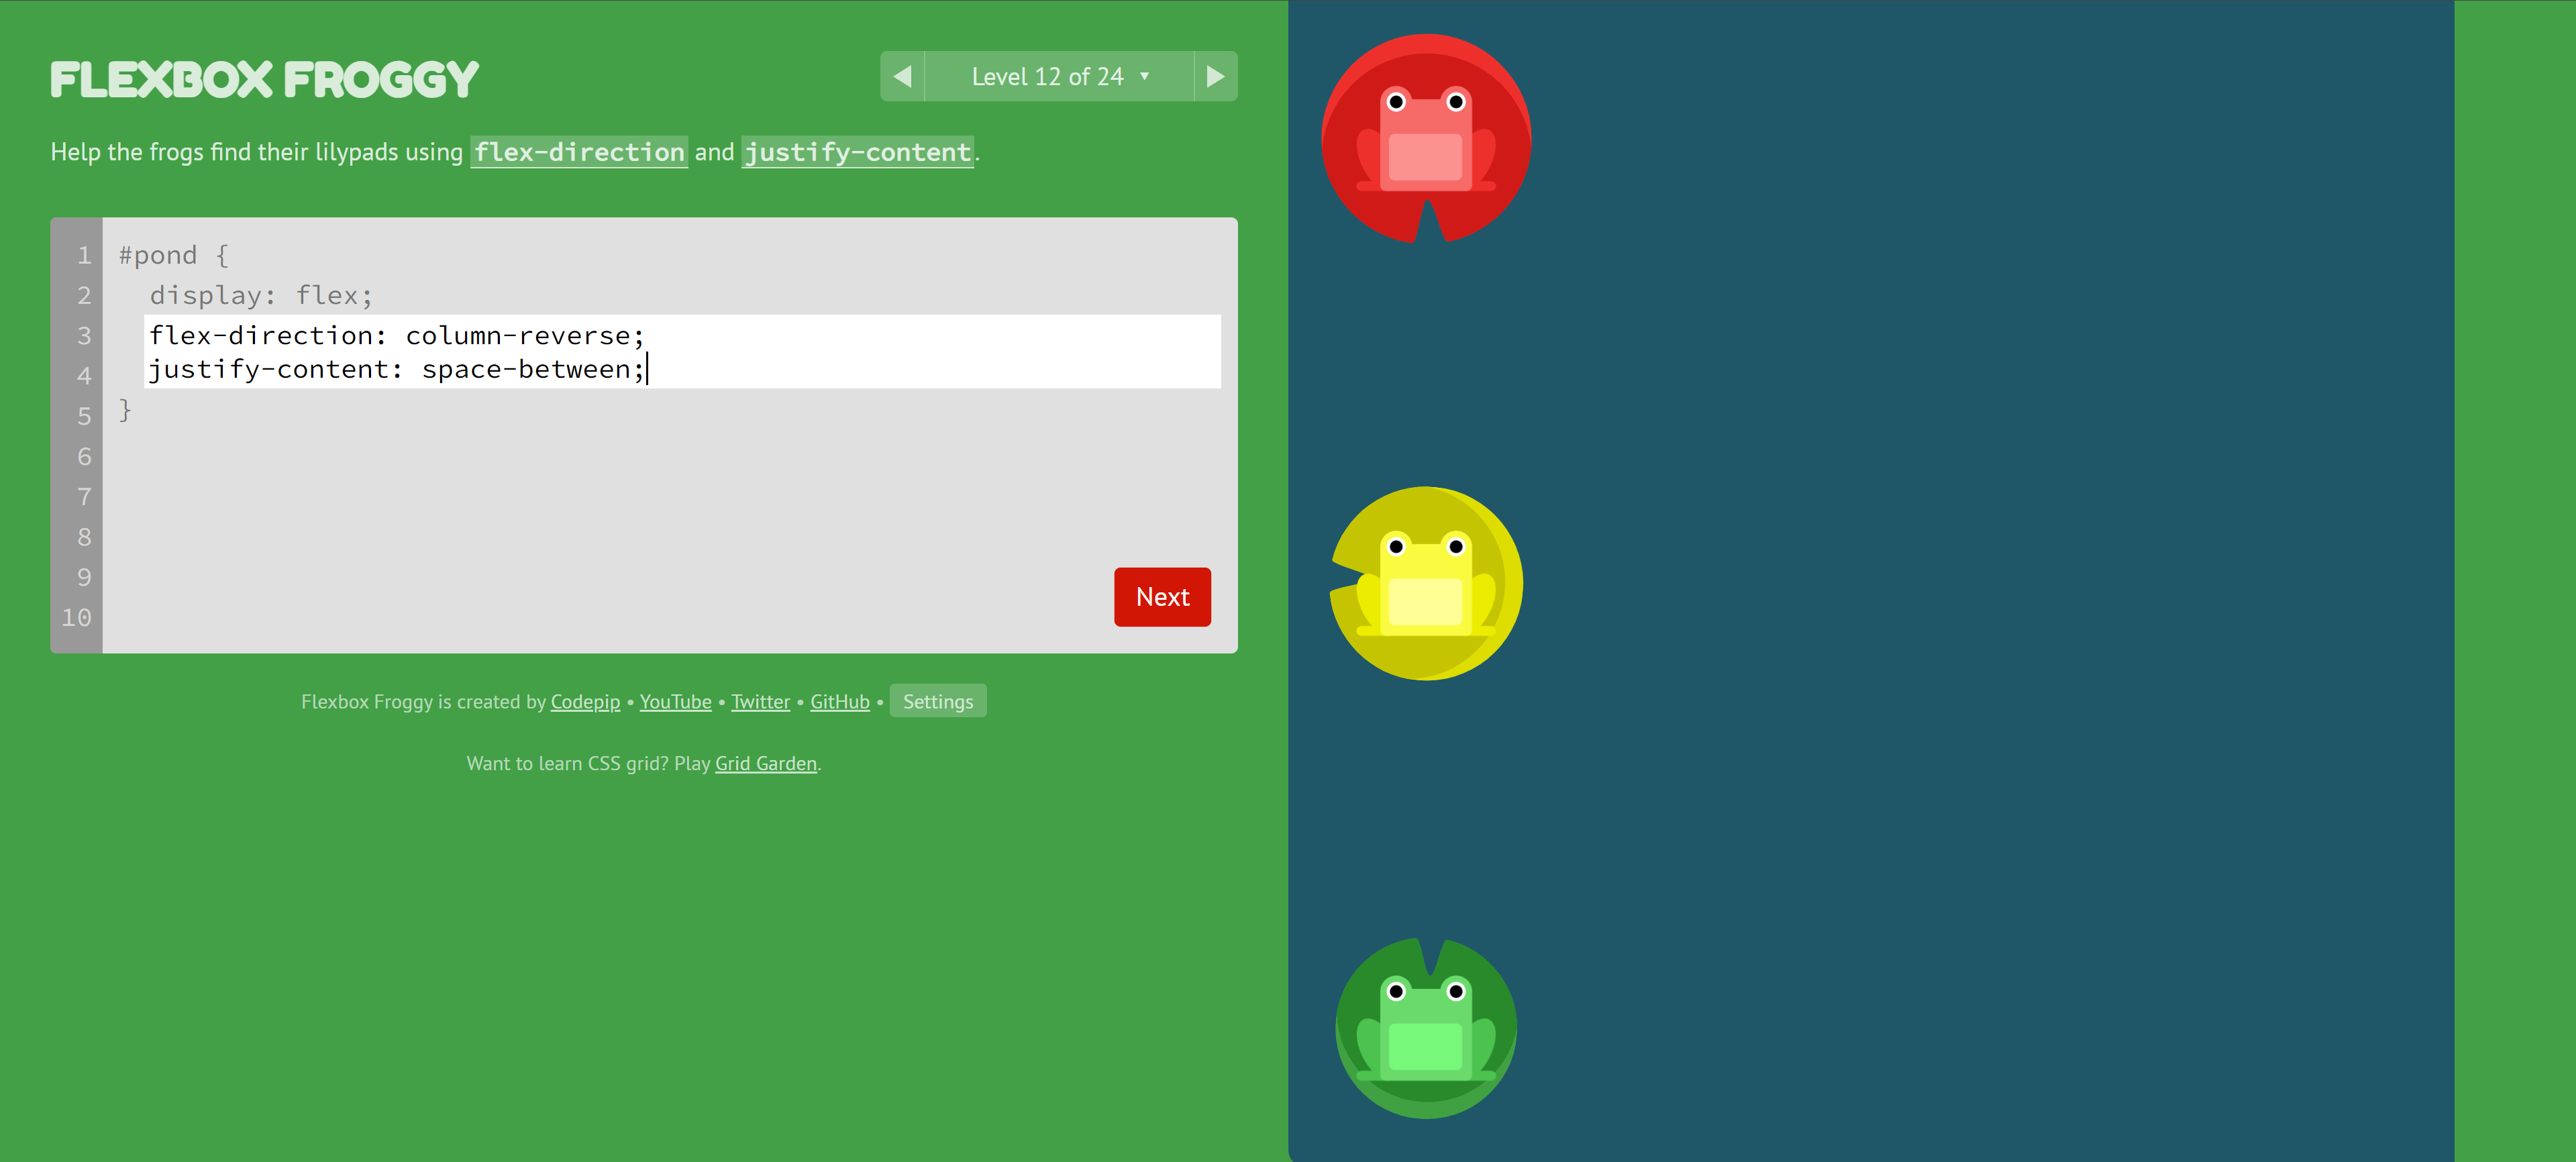 FLEXBOX FROGGY
◀ Level 12 of 24 ▼ ▶
Help the frogs find their lilypads using flex-direction and justify-content.
1 #pond {
2 display: flex;
3 flex-direction: column-reverse;
4 justify-content: space-between;
5 }
6
7
8
9
10
Next
Flexbox Froggy is created by Codepip • YouTube • Twitter • GitHub • Settings
Want to learn CSS grid? Play Grid Garden.